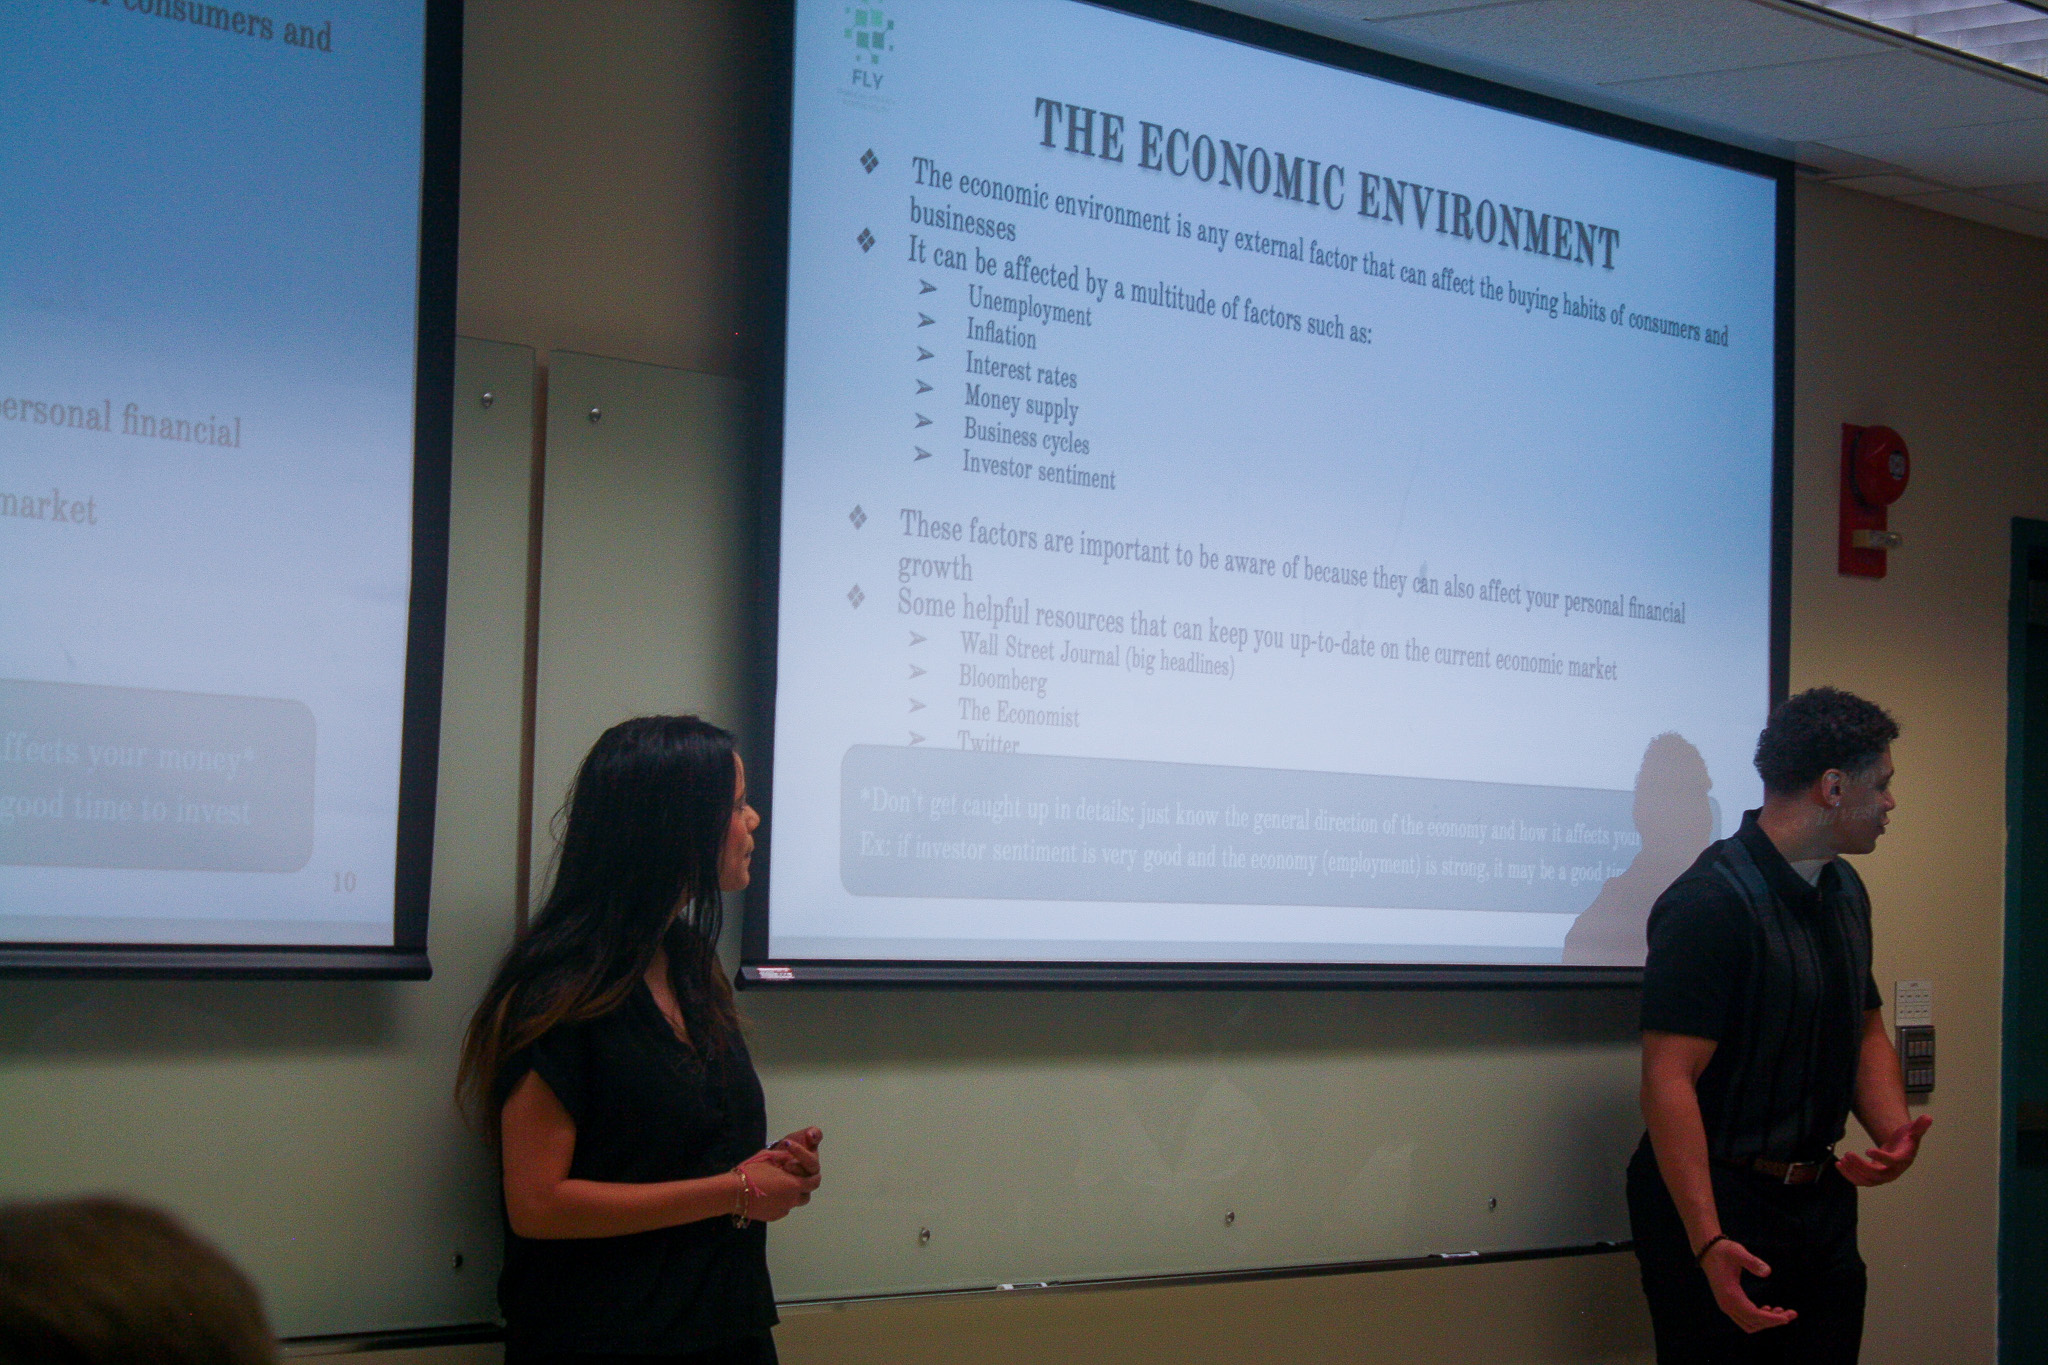 of consumers and
personal financial
market
ffects your money*
good time to invest
10
FLY
THE ECONOMIC ENVIRONMENT
❖ The economic environment is any external factor that can affect the buying habits of consumers and
businesses
❖ It can be affected by a multitude of factors such as:
➢ Unemployment
➢ Inflation
➢ Interest rates
➢ Money supply
➢ Business cycles
➢ Investor sentiment
❖ These factors are important to be aware of because they can also affect your personal financial
growth
❖ Some helpful resources that can keep you up-to-date on the current economic market
➢ Wall Street Journal (big headlines)
➢ Bloomberg
➢ The Economist
➢ Twitter
*Don't get caught up in details: just know the general direction of the economy and how it affects your
Ex: if investor sentiment is very good and the economy (employment) is strong, it may be a good tim